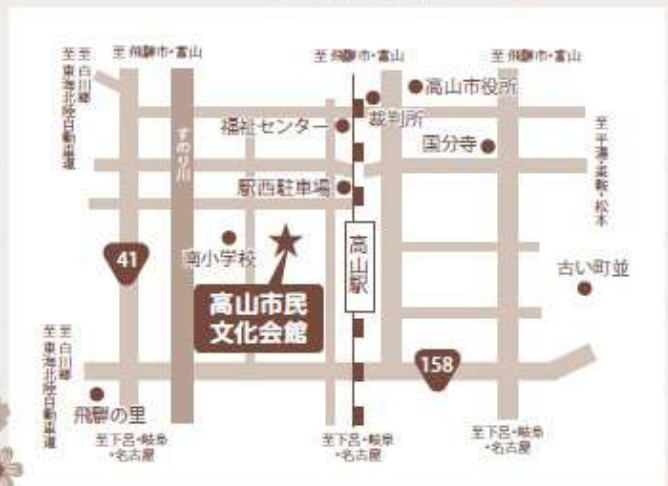 至 飛騨市・富山
至 飛騨市・富山
至 飛騨市・富山
至 白川郷
至 東海北陸自動車道
高山市役所
裁判所
福祉センター
国分寺
すのり川
至 平湯・乗鞍・松本
駅西駐車場
南小学校
高山駅
41
古い町並
高山市民
文化会館
158
至 白川郷
至 東海北陸自動車道
飛騨の里
至下呂・岐阜
・名古屋
至下呂・岐阜
・名古屋
至下呂・岐阜
・名古屋